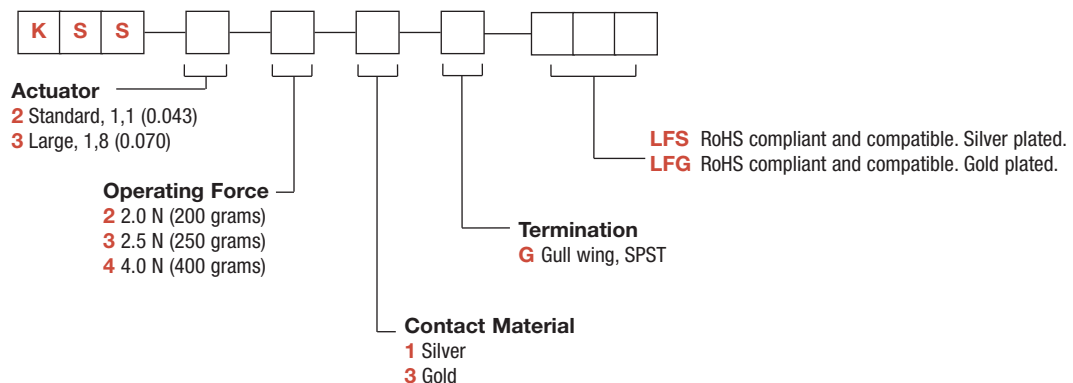 K S S
Actuator
2 Standard, 1,1 (0.043)
3 Large, 1,8 (0.070)
LFS RoHS compliant and compatible. Silver plated.
LFG RoHS compliant and compatible. Gold plated.
Operating Force
2 2.0 N (200 grams)
3 2.5 N (250 grams)
4 4.0 N (400 grams)
Termination
G Gull wing, SPST
Contact Material
1 Silver
3 Gold